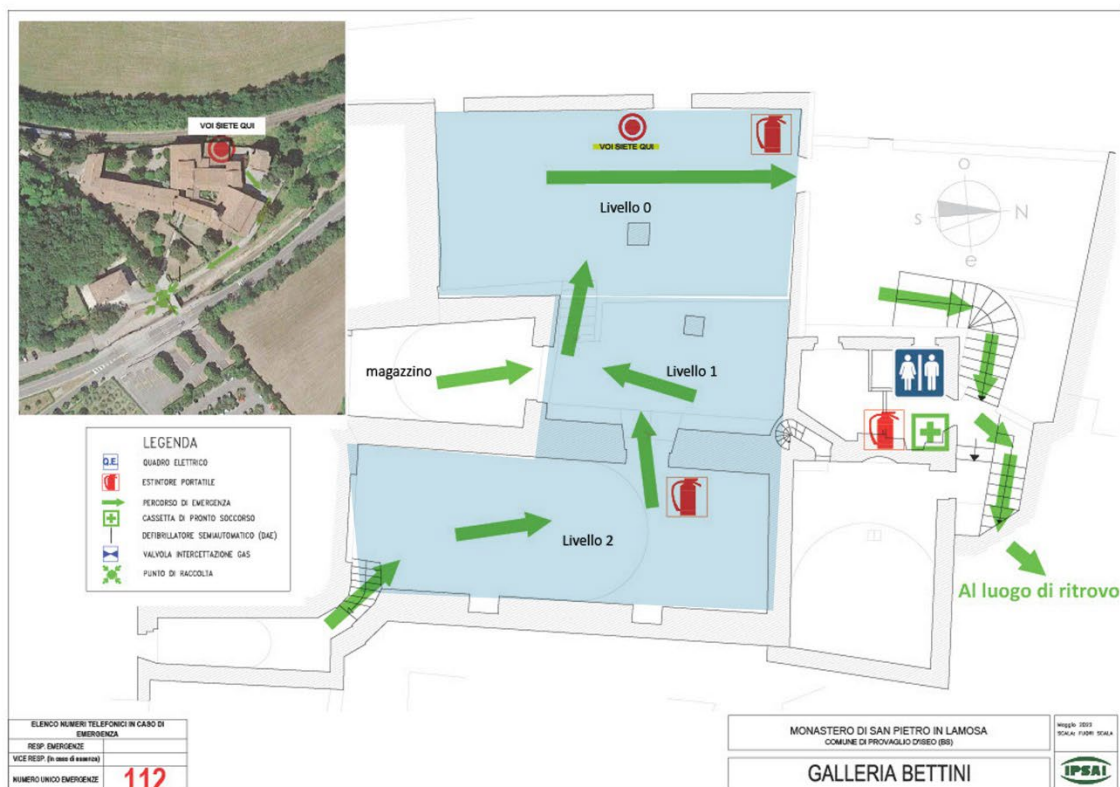 VOI SIETE QUI
VOI SIETE QUI
Livello 0
o
s
N
e
magazzino
Livello 1
Livello 2
Al luogo di ritrovo
LEGENDA
Q.E.
QUADRO ELETTRICO
ESTINTORE PORTATILE
PERCORSO DI EMERGENZA
CASSETTA DI PRONTO SOCCORSO
DEFIBRILLATORE SEMIAUTOMATICO (DAE)
VALVOLA INTERCETTAZIONE GAS
PUNTO DI RACCOLTA
ELENCO NUMERI TELEFONICI IN CASO DI
EMERGENZA
RESP. EMERGENZE
VICE RESP. (in caso di assenza)
NUMERO UNICO EMERGENZE
112
MONASTERO DI SAN PIETRO IN LAMOSA
COMUNE DI PROVAGLIO D'ISEO (BS)
GALLERIA BETTINI
SCALA: FUORI SCALA
IPSAI